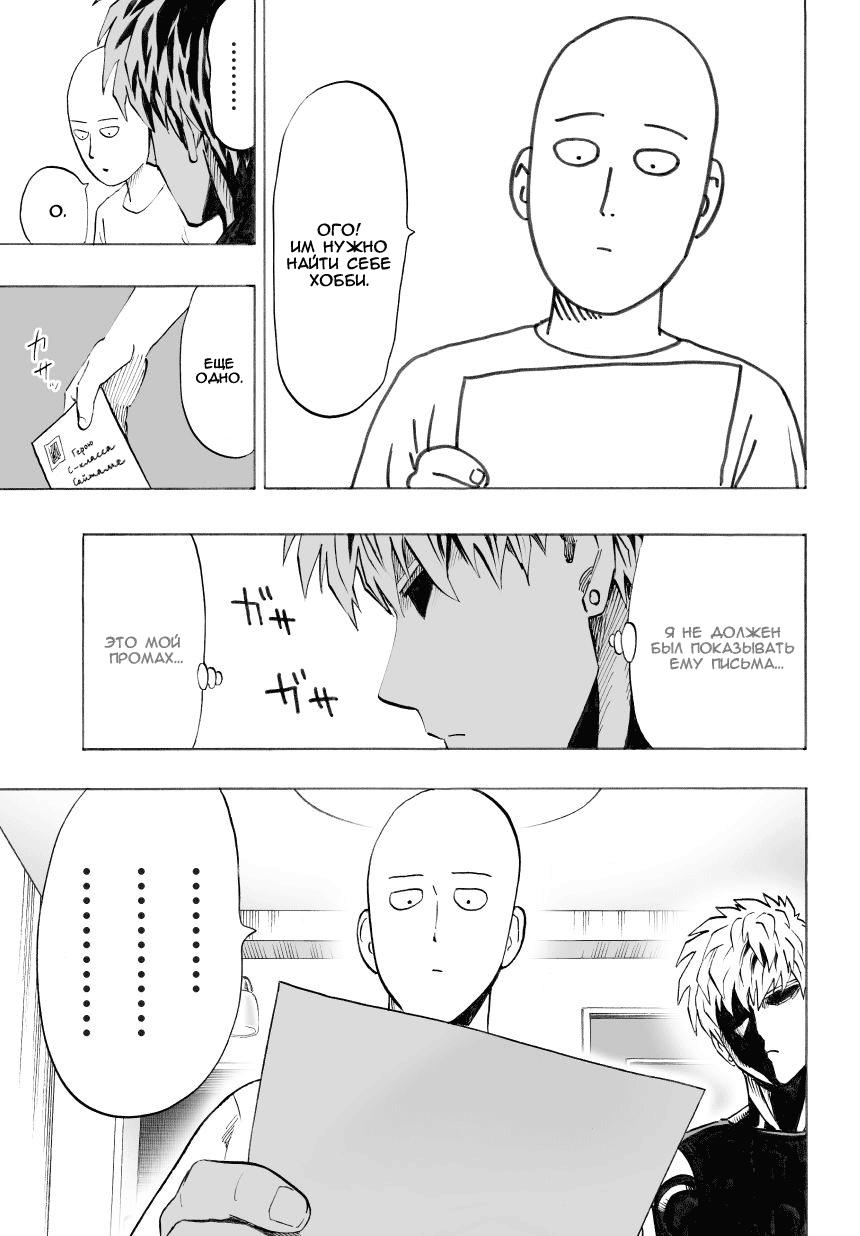 ОГО!
ИМ НУЖНО
НАЙТИ СЕБЕ
ХОББИ.
.........
О.
ЕЩЕ
ОДНО.
ガサ
Герою
С-класса
Сайтаме
Я НЕ ДОЛЖЕН
БЫЛ ПОКАЗЫВАТЬ
ЕМУ ПИСЬМА...
ガサ
ガサ
ЭТО МОЙ
ПРОМАХ...